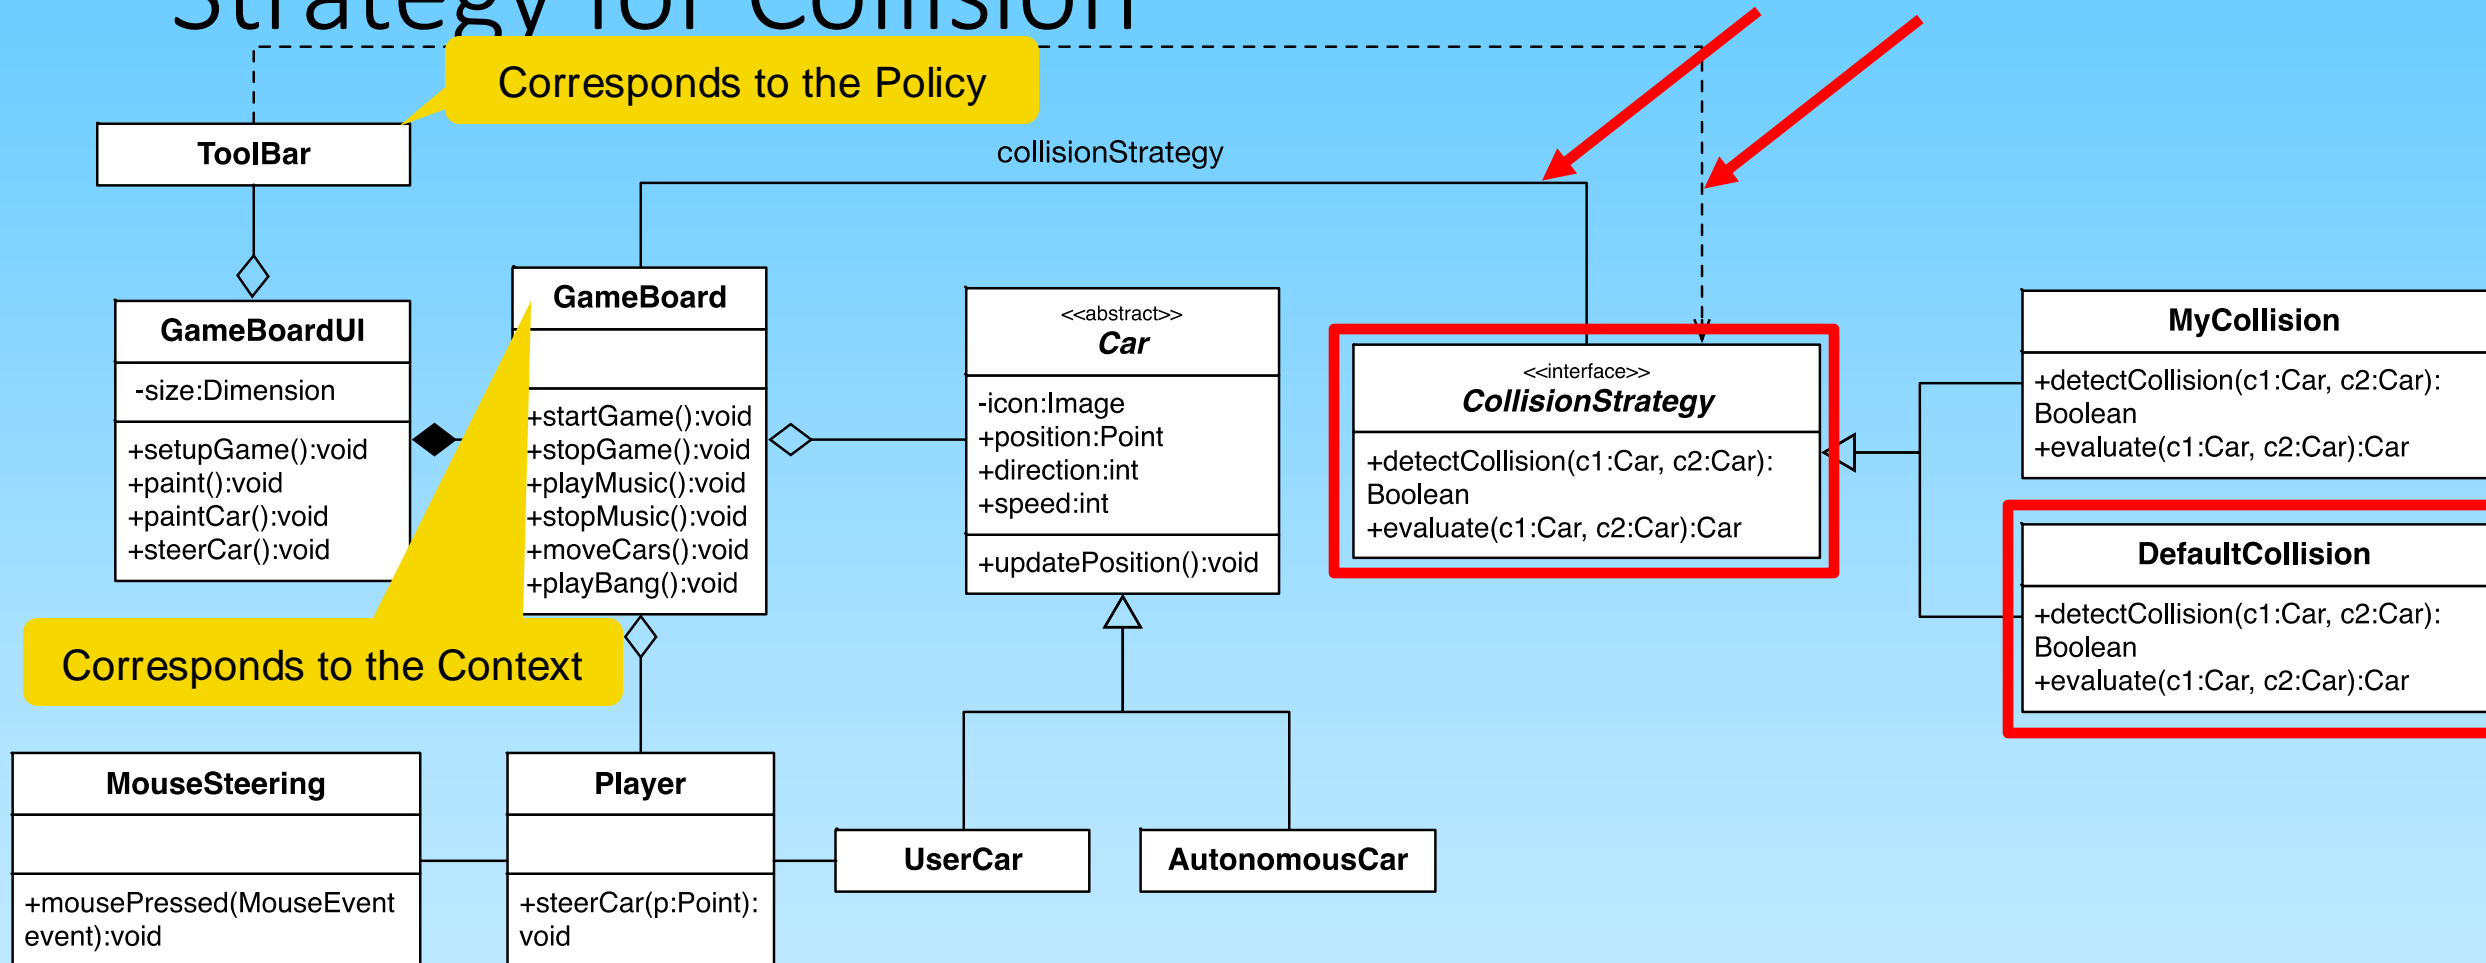 Strategy for Collision
Corresponds to the Policy
ToolBar
collisionStrategy
GameBoardUI
-size:Dimension
+setupGame():void
+paint():void
+paintCar():void
+steerCar():void
GameBoard
+startGame():void
+stopGame():void
+playMusic():void
+stopMusic():void
+moveCars():void
+playBang():void
Corresponds to the Context
<<abstract>>
Car
-icon:Image
+position:Point
+direction:int
+speed:int
+updatePosition():void
<<interface>>
CollisionStrategy
+detectCollision(c1:Car, c2:Car):
Boolean
+evaluate(c1:Car, c2:Car):Car
MyCollision
+detectCollision(c1:Car, c2:Car):
Boolean
+evaluate(c1:Car, c2:Car):Car
DefaultCollision
+detectCollision(c1:Car, c2:Car):
Boolean
+evaluate(c1:Car, c2:Car):Car
MouseSteering
+mousePressed(MouseEvent
event):void
Player
+steerCar(p:Point):
void
UserCar
AutonomousCar